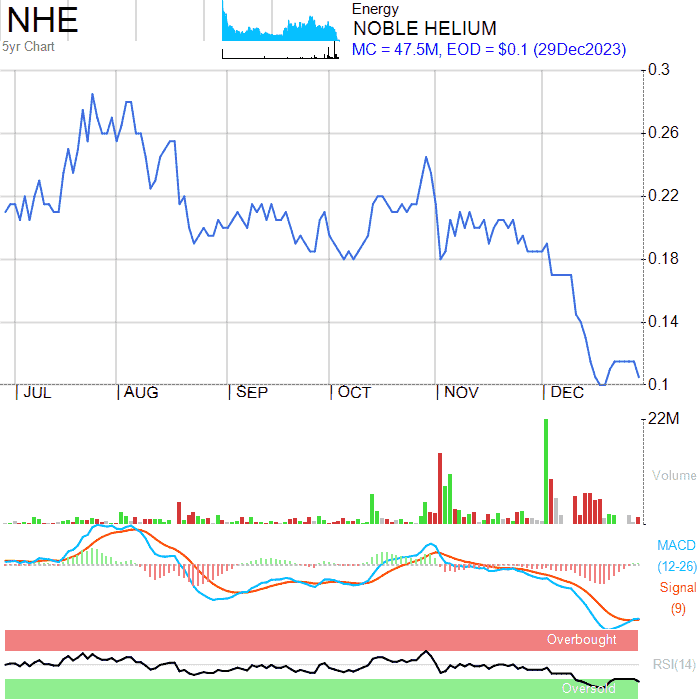 NHE
5yr Chart
Energy
NOBLE HELIUM
MC = 47.5M, EOD = $0.1 (29Dec2023)
0.3
0.26
0.22
0.18
0.14
0.1
JUL AUG SEP OCT NOV DEC
22M
Volume
MACD
(12-26)
Signal
(9)
Overbought
RSI(14)
Oversold